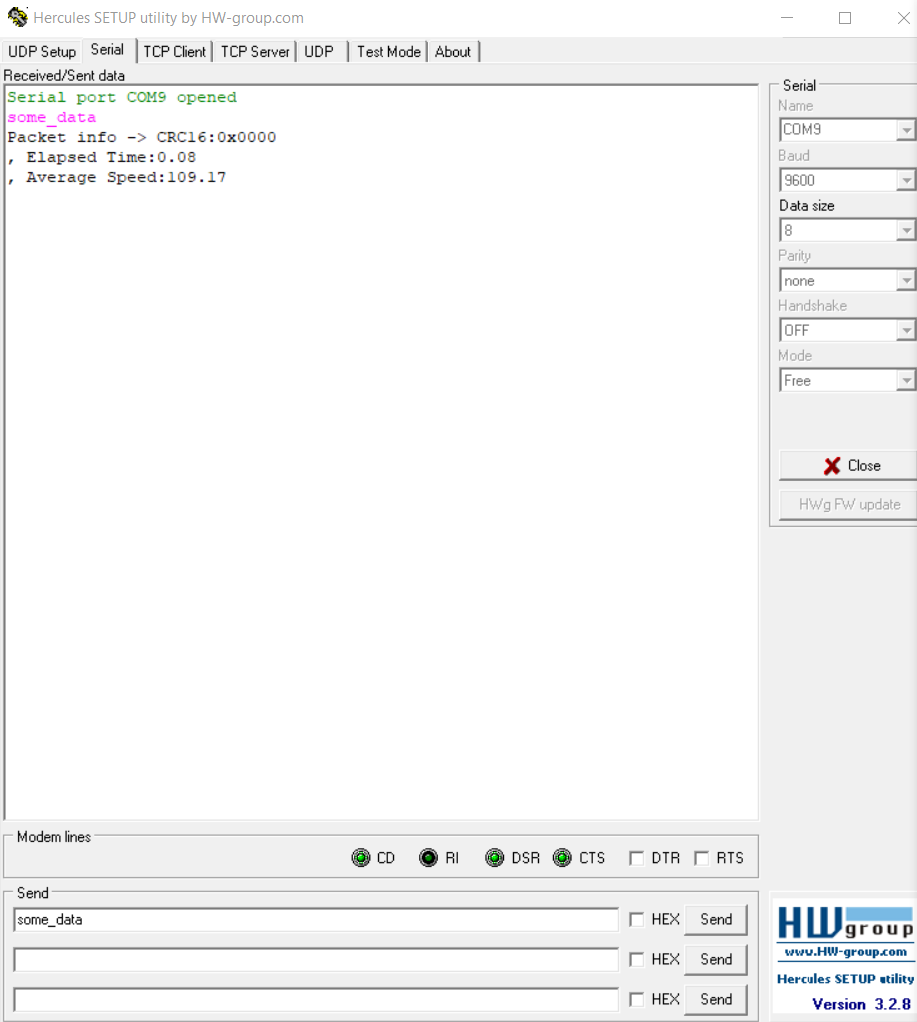 Hercules SETUP utility by HW-group.com
UDP Setup Serial TCP Client TCP Server UDP Test Mode About
Received/Sent data
Serial port COM9 opened
some_data
Packet info -> CRC16:0x0000
, Elapsed Time:0.08
, Average Speed:109.17
Serial
Name
COM9
Baud
9600
Data size
8
Parity
none
Handshake
OFF
Mode
Free
Close
HWg FW update
Modem lines
CD RI DSR CTS DTR RTS
Send
some_data HEX Send
HEX Send
HEX Send
HWgroup
www.HW-group.com
Hercules SETUP utility
Version 3.2.8